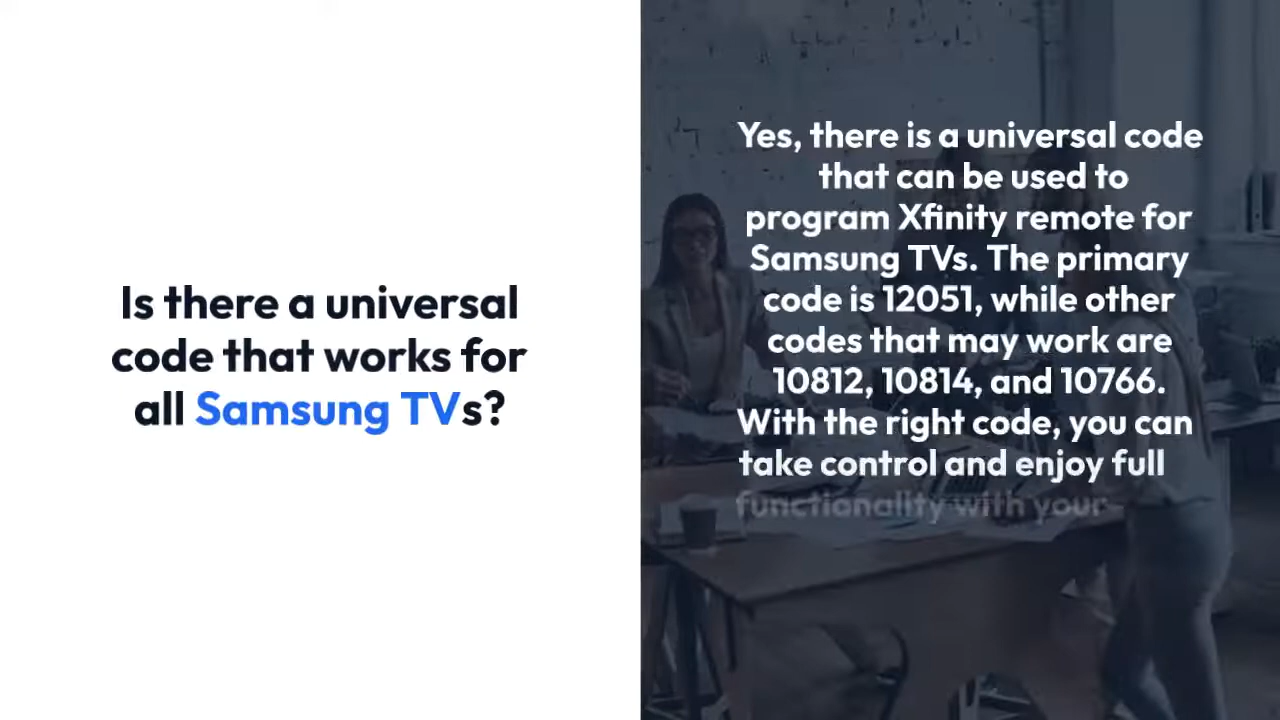 Is there a universal
code that works for
all Samsung TVs?
Yes, there is a universal code
that can be used to
program Xfinity remote for
Samsung TVs. The primary
code is 12051, while other
codes that may work are
10812, 10814, and 10766.
With the right code, you can
take control and enjoy full
functionality with your